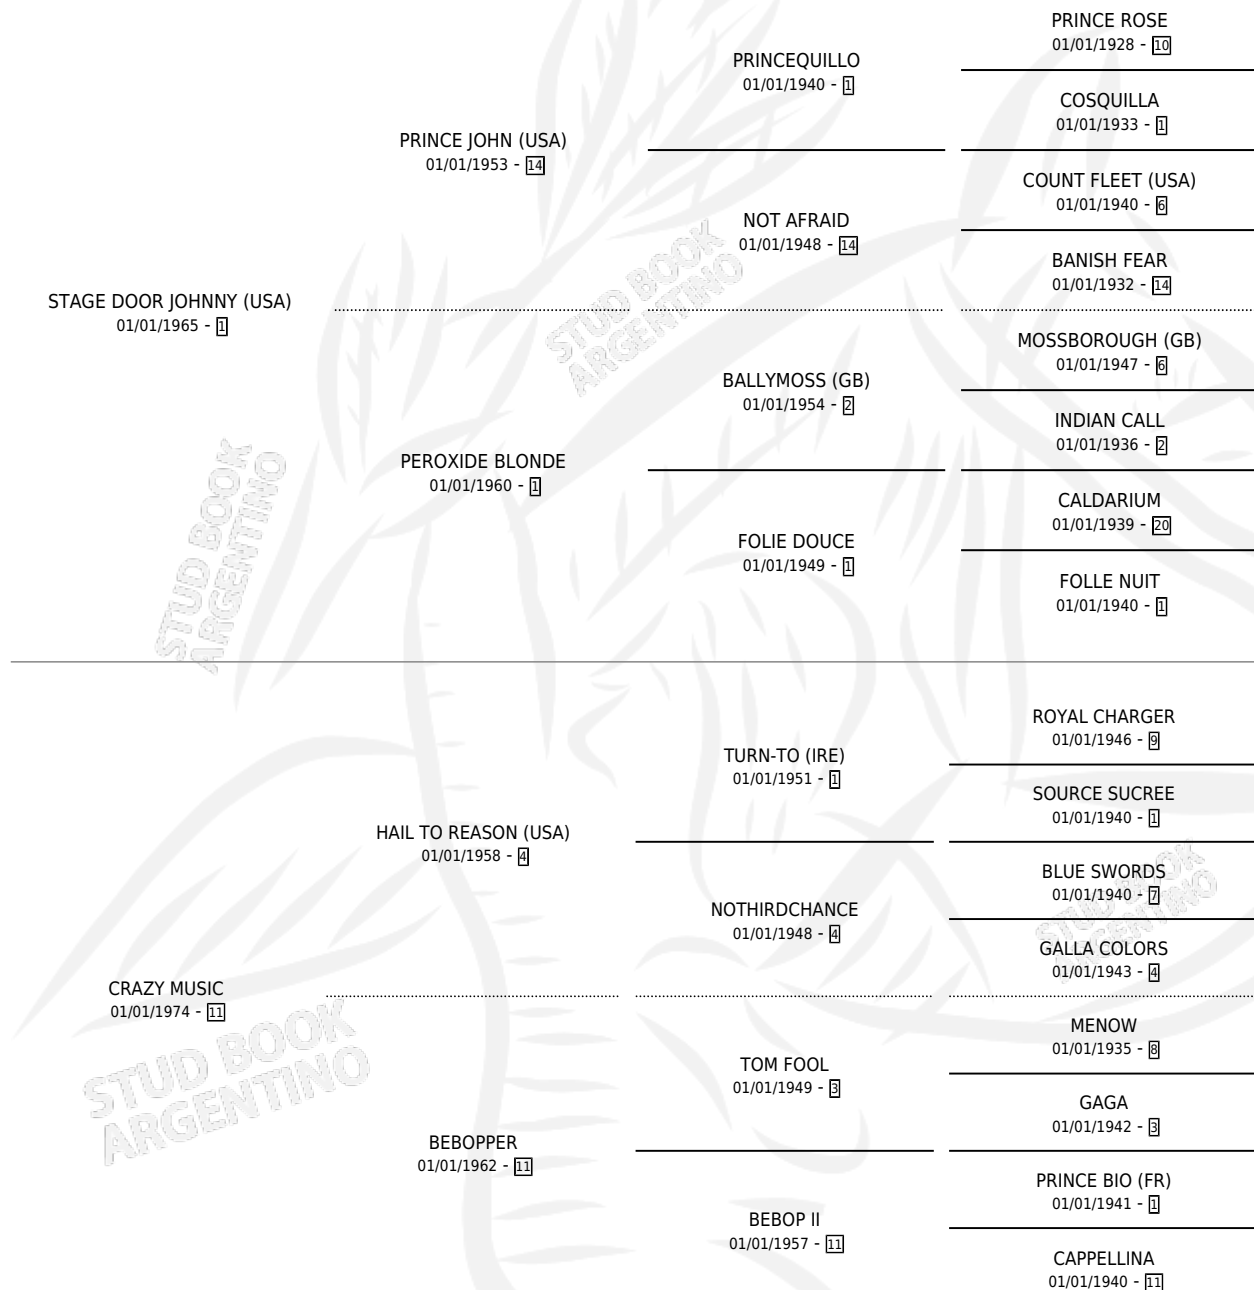 PRINCE ROSE
01/01/1928 - 10
PRINCEQUILLO
01/01/1940 - 1
COSQUILLA
01/01/1933 - 1
PRINCE JOHN (USA)
01/01/1953 - 14
COUNT FLEET (USA)
01/01/1940 - 6
NOT AFRAID
01/01/1948 - 14
BANISH FEAR
01/01/1932 - 14
STAGE DOOR JOHNNY (USA)
01/01/1965 - 1
MOSSBOROUGH (GB)
01/01/1947 - 6
BALLYMOSS (GB)
01/01/1954 - 2
INDIAN CALL
01/01/1936 - 2
PEROXIDE BLONDE
01/01/1960 - 1
CALDARIUM
01/01/1939 - 20
FOLIE DOUCE
01/01/1949 - 1
FOLLE NUIT
01/01/1940 - 1
ROYAL CHARGER
01/01/1946 - 9
TURN-TO (IRE)
01/01/1951 - 1
SOURCE SUCREE
01/01/1940 - 1
HAIL TO REASON (USA)
01/01/1958 - 4
BLUE SWORDS
01/01/1940 - 7
NOTHIRDCHANCE
01/01/1948 - 4
GALLA COLORS
01/01/1943 - 4
CRAZY MUSIC
01/01/1974 - 11
MENOW
01/01/1935 - 8
TOM FOOL
01/01/1949 - 3
GAGA
01/01/1942 - 3
BEBOPPER
01/01/1962 - 11
PRINCE BIO (FR)
01/01/1941 - 1
BEBOP II
01/01/1957 - 11
CAPPELLINA
01/01/1940 - 11
STUD BOOK
ARGENTINO
STUD BOOK
ARGENTINO
STUD BOOK
ARGENTINO
STUD BOOK
ARGENTINO